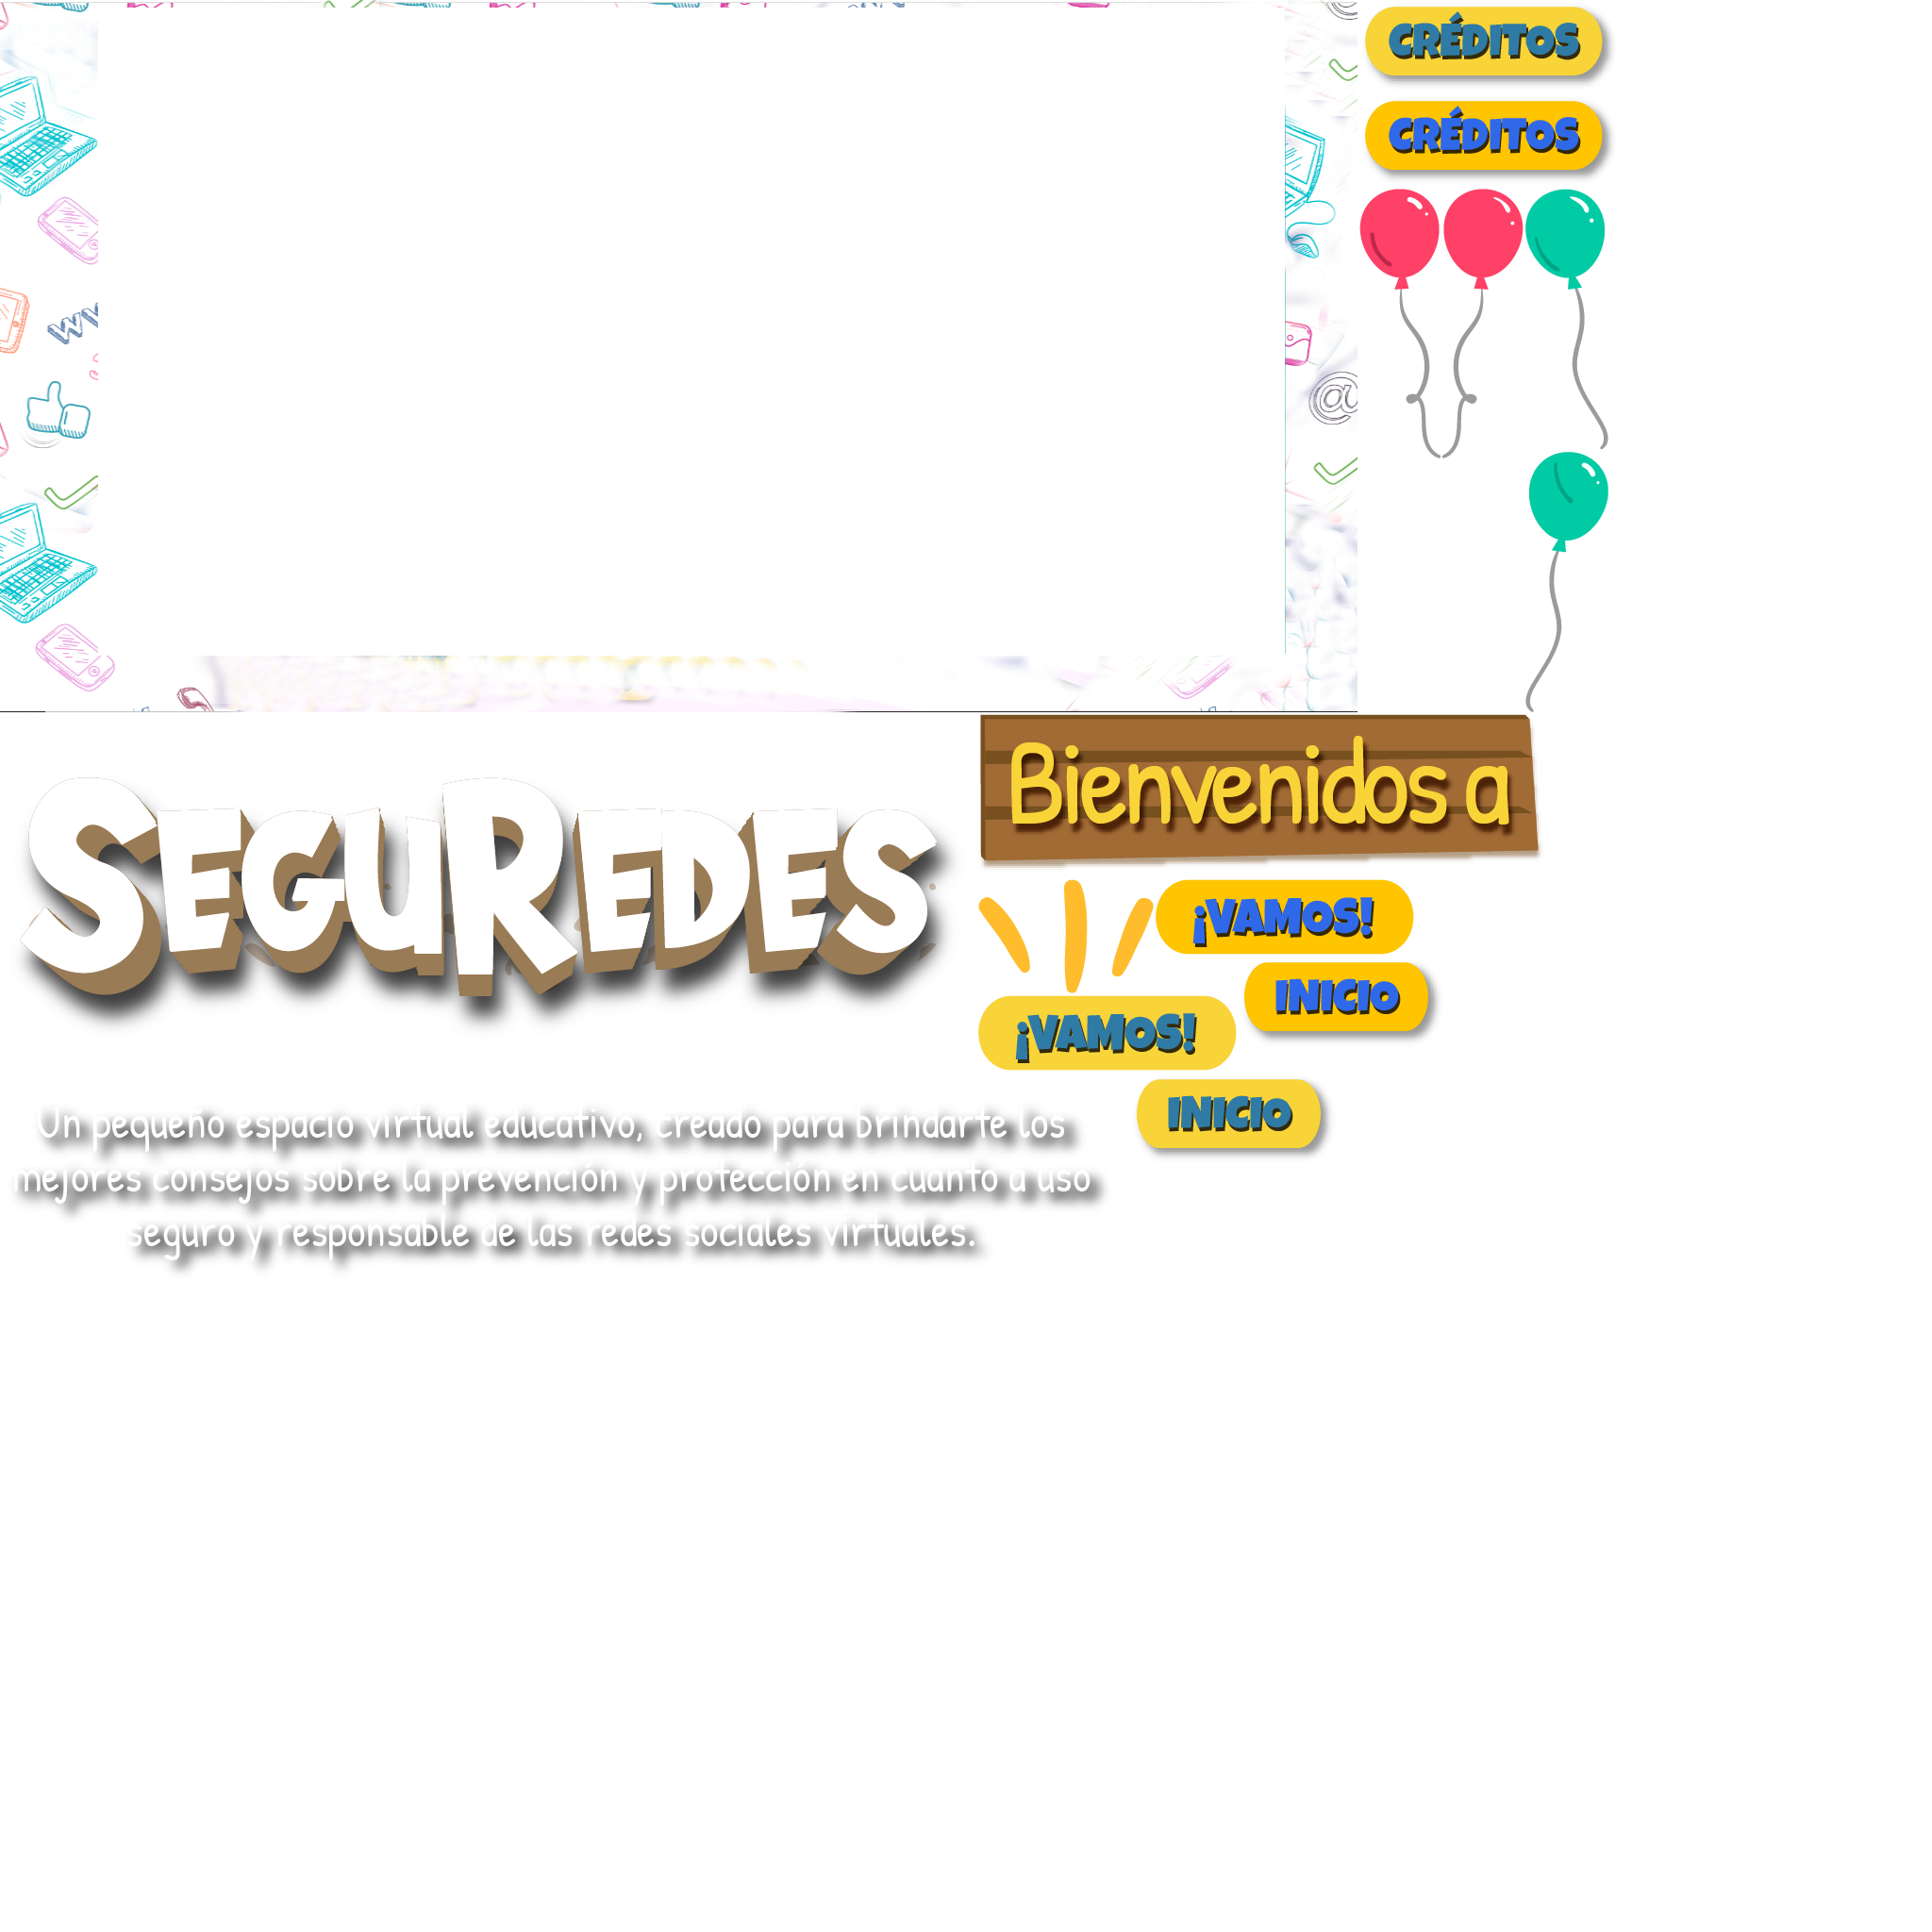 CRÉDITOS
CRÉDITOS
@
Bienvenidos a
SEGUREDES
¡VAMOS!
INICIO
¡VAMOS!
INICIO
Un pequeño espacio virtual educativo, creado para brindarte los
mejores consejos sobre la prevención y protección en cuanto a uso
seguro y responsable de las redes sociales virtuales.